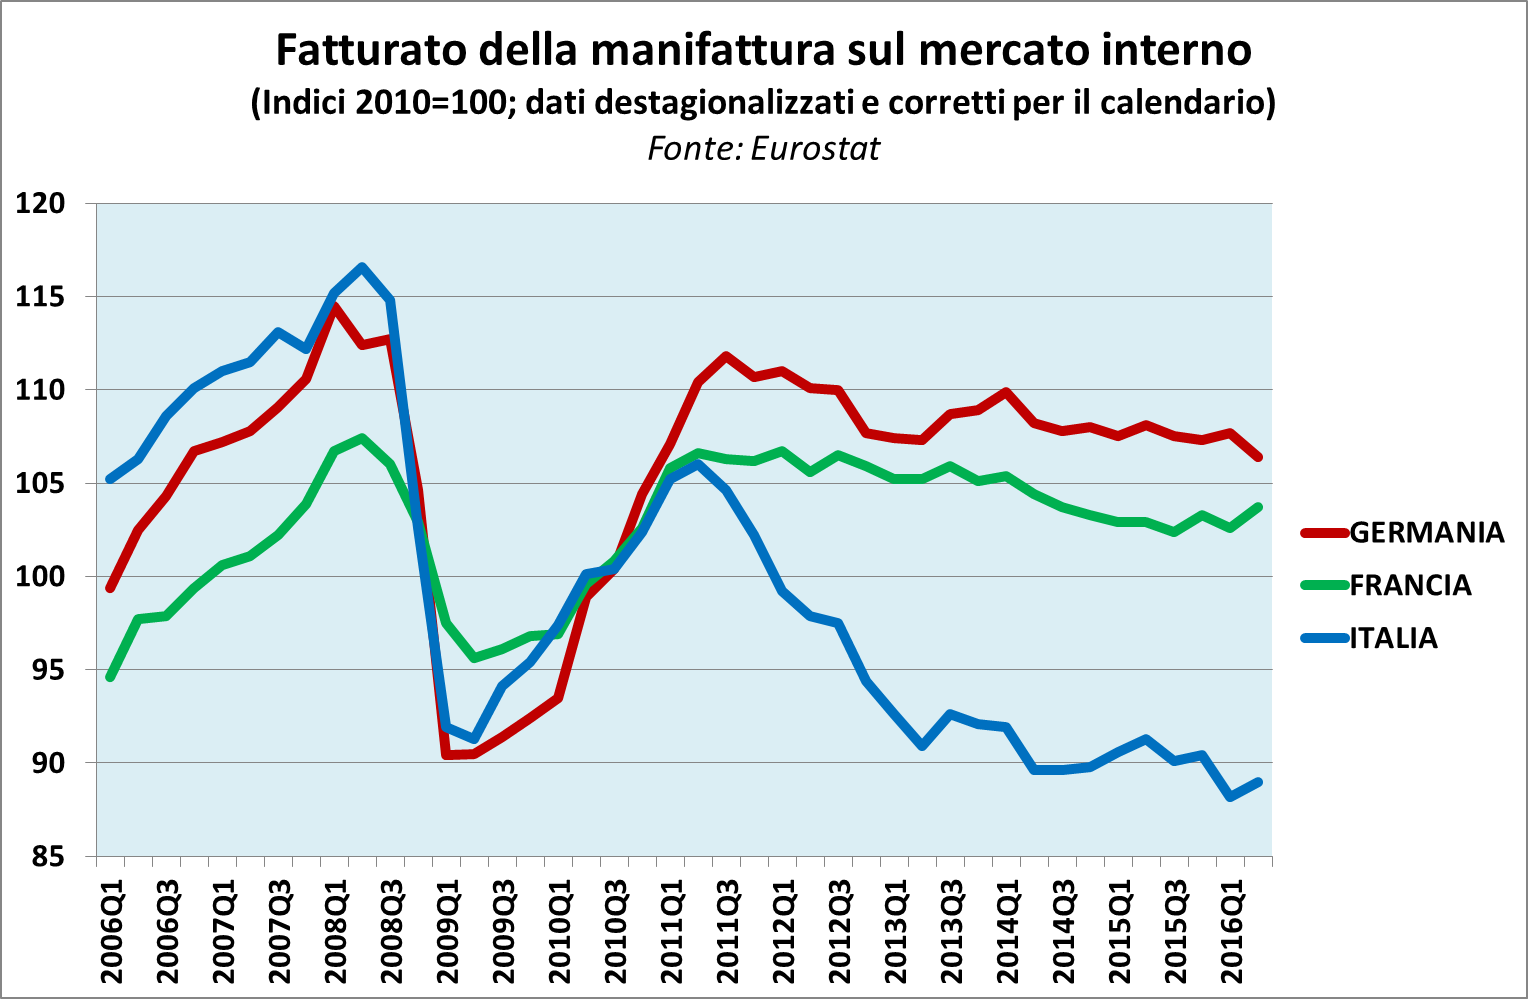 Fatturato della manifattura sul mercato interno
(Indici 2010=100; dati destagionalizzati e corretti per il calendario)
Fonte: Eurostat
120
115
110
105
100
95
90
85
GERMANIA
FRANCIA
ITALIA
2006Q1
2006Q3
2007Q1
2007Q3
2008Q1
2008Q3
2009Q1
2009Q3
2010Q1
2010Q3
2011Q1
2011Q3
2012Q1
2012Q3
2013Q1
2013Q3
2014Q1
2014Q3
2015Q1
2015Q3
2016Q1